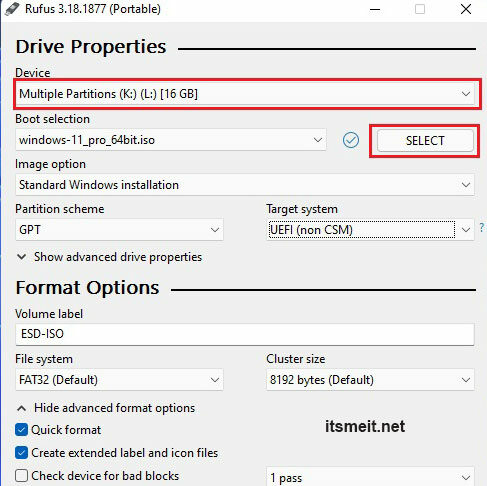 Rufus 3.18.1877 (Portable)
Drive Properties
Device
Multiple Partitions (K:) (L:) [16 GB]
Boot selection
windows-11_pro_64bit.iso
SELECT
Image option
Standard Windows installation
Partition scheme
Target system
GPT
UEFI (non CSM)
?
Show advanced drive properties
Format Options
Volume label
ESD-ISO
File system
Cluster size
FAT32 (Default)
8192 bytes (Default)
Hide advanced format options
Quick format
itsmeit.net
Create extended label and icon files
Check device for bad blocks
1 pass